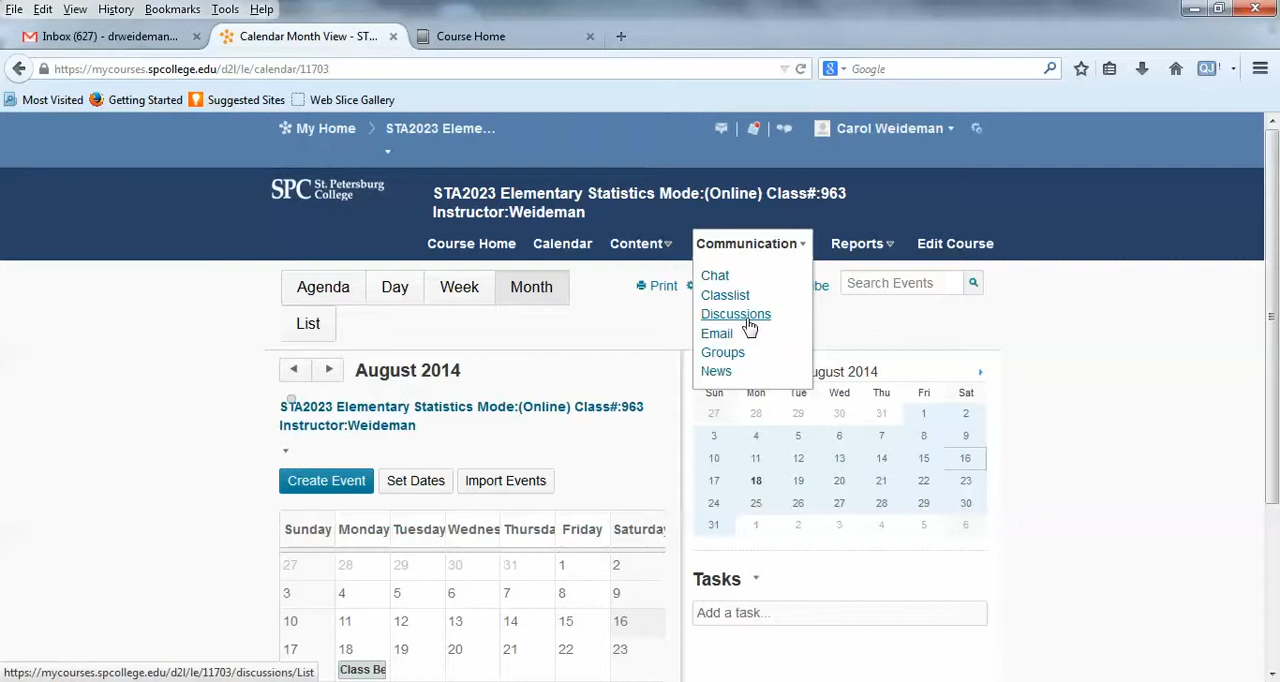 File Edit View History Bookmarks Tools Help
Inbox (627) - drweideman... Calendar Month View - ST... Course Home
https://mycourses.spcollege.edu/d2l/le/calendar/11703 Google
Most Visited Getting Started Suggested Sites Web Slice Gallery
My Home STA2023 Eleme... Carol Weideman
SPC St. Petersburg College
STA2023 Elementary Statistics Mode:(Online) Class#:963
Instructor:Weideman
Course Home Calendar Content Communication Reports Edit Course
Chat
Classlist
Discussions
Email
Groups
News
Agenda Day Week Month
List
Print be Search Events
August 2014
STA2023 Elementary Statistics Mode:(Online) Class#:963
Instructor:Weideman
Create Event Set Dates Import Events
Sunday Monday Tuesday Wednes Thursda Friday Saturday
27 28 29 30 31 1 2
3 4 5 6 7 8 9
10 11 12 13 14 15 16
17 18 19 20 21 22 23
Class Be
ugust 2014
Sun Mon Tue Wed Thu Fri Sat
27 28 29 30 31 1 2
3 4 5 6 7 8 9
10 11 12 13 14 15 16
17 18 19 20 21 22 23
24 25 26 27 28 29 30
31 1 2 3 4 5 6
Tasks
Add a task...
https://mycourses.spcollege.edu/d2l/le/11703/discussions/List